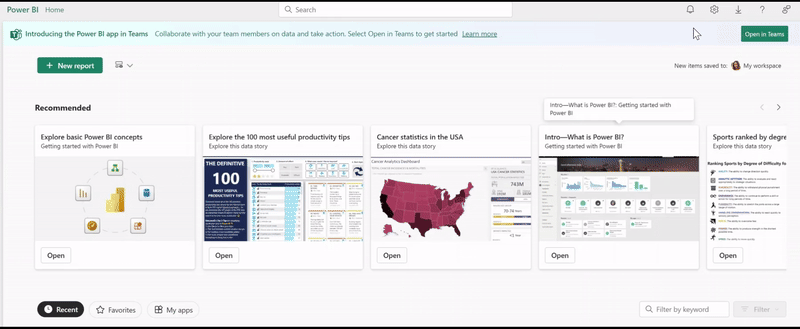 Power BI Home
Search
Introducing the Power BI app in Teams Collaborate with your team members on data and take action. Select Open in Teams to get started Learn more
Open in Teams
New report
New items saved to: My workspace
Recommended
Intro—What is Power BI?: Getting started with
Power BI
Explore basic Power BI concepts
Getting started with Power BI
Open
Explore the 100 most useful productivity tips
Explore this data story
THE DEFINITIVE
100
MOST USEFUL
PRODUCTIVITY TIPS
Open
Cancer statistics in the USA
Explore this data story
Cancer Analytics Dashboard
Open
Intro—What is Power BI?
Getting started with Power BI
Open
Sports ranked by degre
Explore this data story
Ranking Sports by Degree of Difficulty fo
Open
Recent
Favorites
My apps
Filter by keyword
Filter